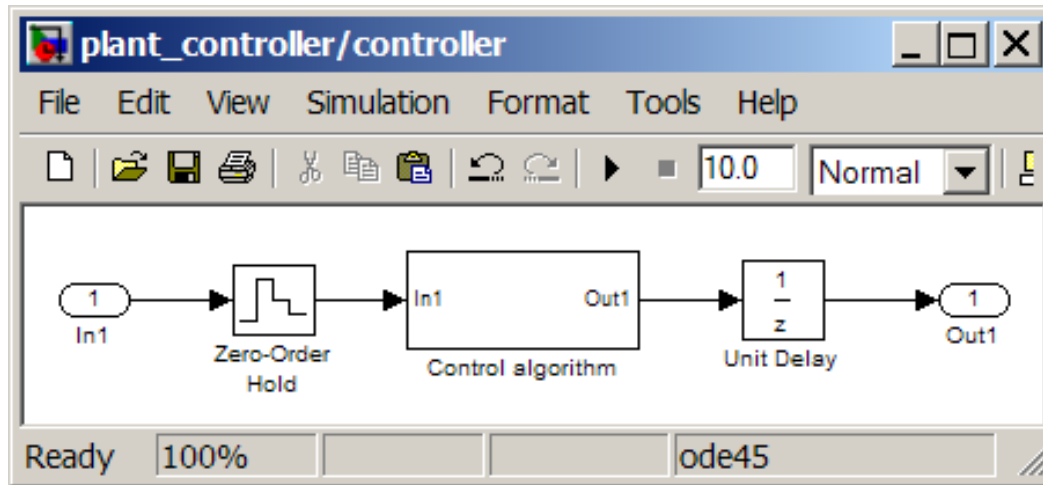 plant_controller/controller
File Edit View Simulation Format Tools Help
10.0 Normal
1
In1
Zero-Order
Hold
In1 Out1
Control algorithm
1
z
Unit Delay
1
Out1
Ready 100% ode45